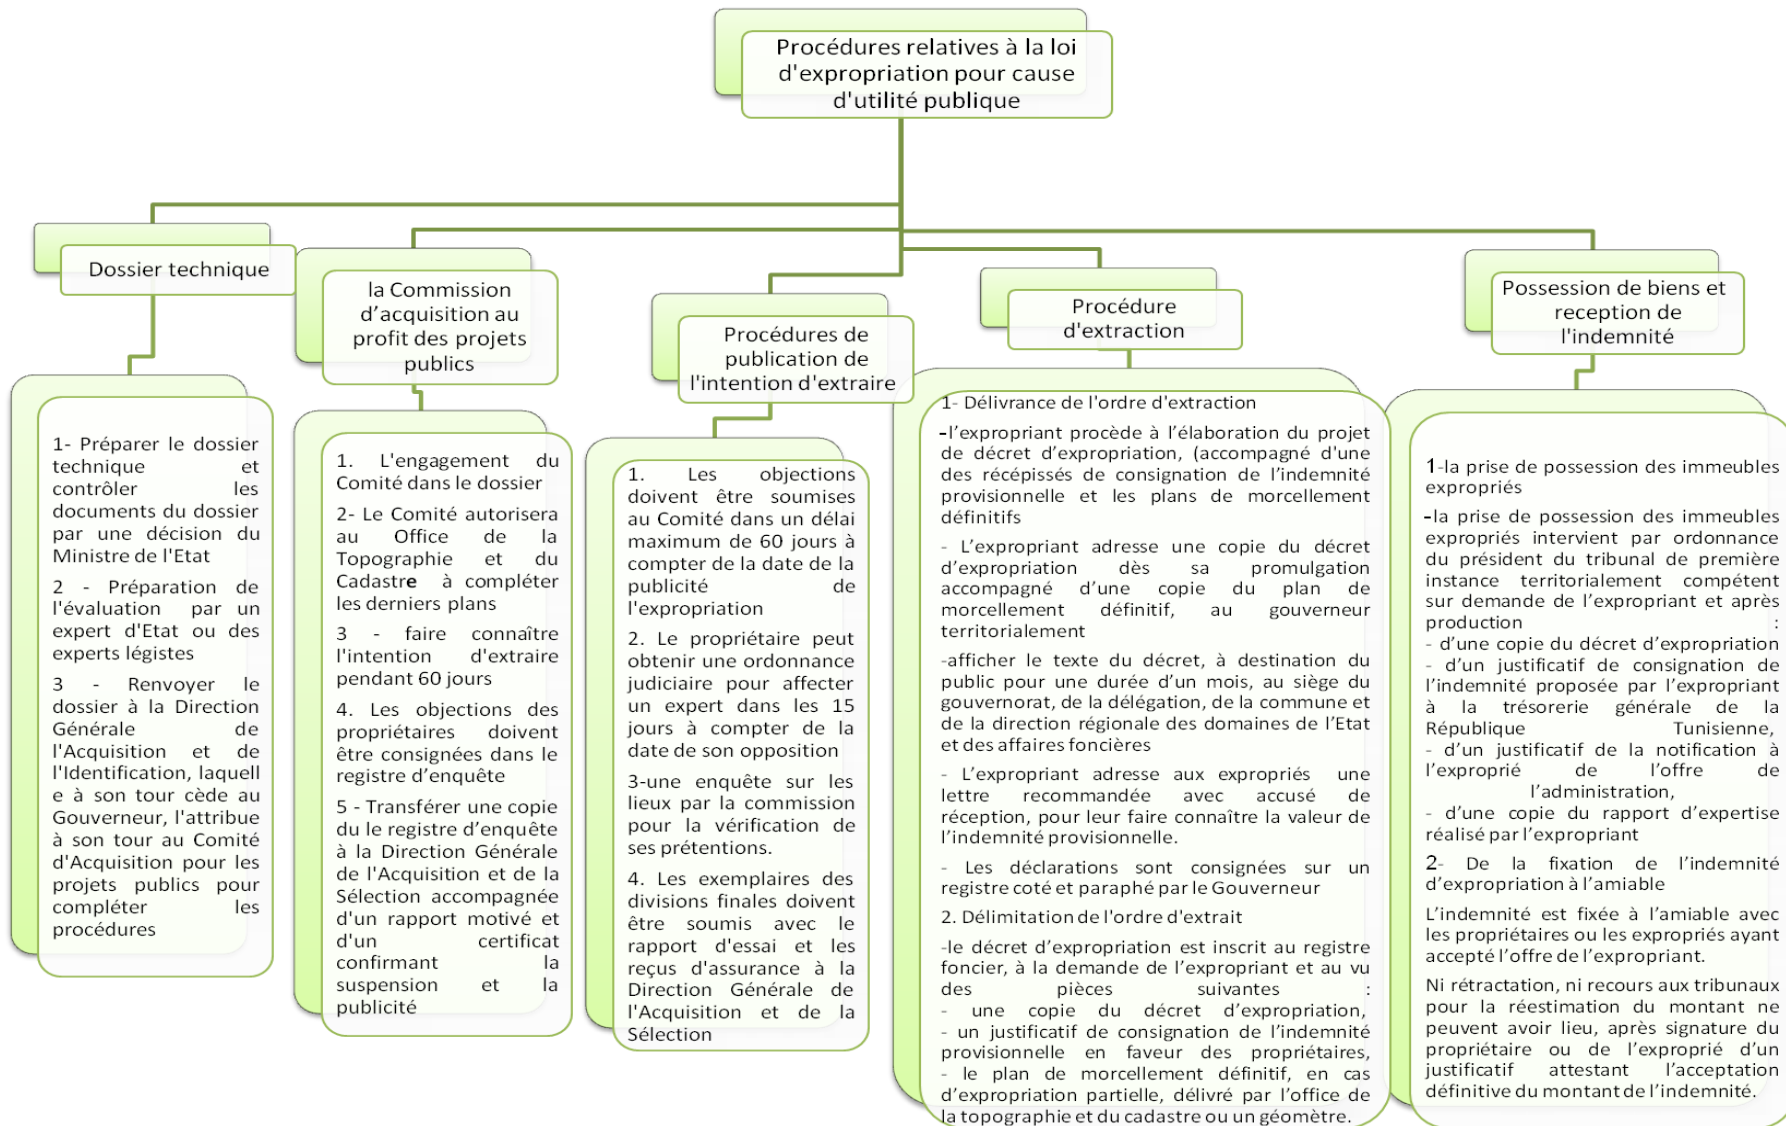 Procédures relatives à la loi
d'expropriation pour cause
d'utilité publique
Dossier technique
1- Préparer le dossier
technique et
contrôler les
documents du dossier
par une décision du
Ministre de l'Etat
2 - Préparation de
l'évaluation par un
expert d'Etat ou des
experts légistes
3 - Renvoyer le
dossier à la Direction
Générale de
l'Acquisition et de
l'Identification, laquell
e à son tour cède au
Gouverneur, l'attribue
à son tour au Comité
d'Acquisition pour les
projets publics pour
compléter les
procédures
la Commission
d’acquisition au
profit des projets
publics
1. L'engagement du
Comité dans le dossier
2- Le Comité autorisera
au Office de la
Topographie et du
Cadastre à compléter
les derniers plans
3 - faire connaître
l'intention d'extraire
pendant 60 jours
4. Les objections des
propriétaires doivent
être consignées dans le
registre d’enquête
5 - Transférer une copie
du le registre d’enquête
à la Direction Générale
de l'Acquisition et de la
Sélection accompagnée
d'un rapport motivé et
d'un certificat
confirmant la
suspension et la
publicité
Procédures de
publication de
l'intention d'extraire
1. Les objections
doivent être soumises
au Comité dans un délai
maximum de 60 jours à
compter de la date de la
publicité de
l'expropriation
2. Le propriétaire peut
obtenir une ordonnance
judiciaire pour affecter
un expert dans les 15
jours à compter de la
date de son opposition
3-une enquête sur les
lieux par la commission
pour la vérification de
ses prétentions.
4. Les exemplaires des
divisions finales doivent
être soumis avec le
rapport d'essai et les
reçus d'assurance à la
Direction Générale de
l'Acquisition et de la
Sélection
Procédure
d'extraction
1- Délivrance de l'ordre d'extraction
-l’expropriant procède à l’élaboration du projet
de décret d’expropriation, (accompagné d'une
des récépissés de consignation de l’indemnité
provisionnelle et les plans de morcellement
définitifs
- L’expropriant adresse une copie du décret
d’expropriation dès sa promulgation
accompagné d’une copie du plan de
morcellement définitif, au gouverneur
territorialement
-afficher le texte du décret, à destination du
public pour une durée d’un mois, au siège du
gouvernorat, de la délégation, de la commune et
de la direction régionale des domaines de l’Etat
et des affaires foncières
- L’expropriant adresse aux expropriés une
lettre recommandée avec accusé de
réception, pour leur faire connaître la valeur de
l’indemnité provisionnelle.
- Les déclarations sont consignées sur un
registre coté et paraphé par le Gouverneur
2. Délimitation de l'ordre d'extrait
-le décret d’expropriation est inscrit au registre
foncier, à la demande de l’expropriant et au vu
des pièces suivantes :
- une copie du décret d’expropriation,
- un justificatif de consignation de l’indemnité
provisionnelle en faveur des propriétaires,
- le plan de morcellement définitif, en cas
d’expropriation partielle, délivré par l’office de
la topographie et du cadastre ou un géomètre.
Possession de biens et
reception de
l'indemnité
1-la prise de possession des immeubles
expropriés
-la prise de possession des immeubles
expropriés intervient par ordonnance
du président du tribunal de première
instance territorialement compétent
sur demande de l’expropriant et après
production :
- d’une copie du décret d’expropriation
- d’un justificatif de consignation de
l’indemnité proposée par l’expropriant
à la trésorerie générale de la
République Tunisienne,
- d’un justificatif de la notification à
l’exproprié de l’offre de
l’administration,
- d’une copie du rapport d’expertise
réalisé par l’expropriant
2- De la fixation de l’indemnité
d’expropriation à l’amiable
L’indemnité est fixée à l’amiable avec
les propriétaires ou les expropriés ayant
accepté l’offre de l’expropriant.
Ni rétractation, ni recours aux tribunaux
pour la réestimation du montant ne
peuvent avoir lieu, après signature du
propriétaire ou de l’exproprié d’un
justificatif attestant l’acceptation
définitive du montant de l’indemnité.